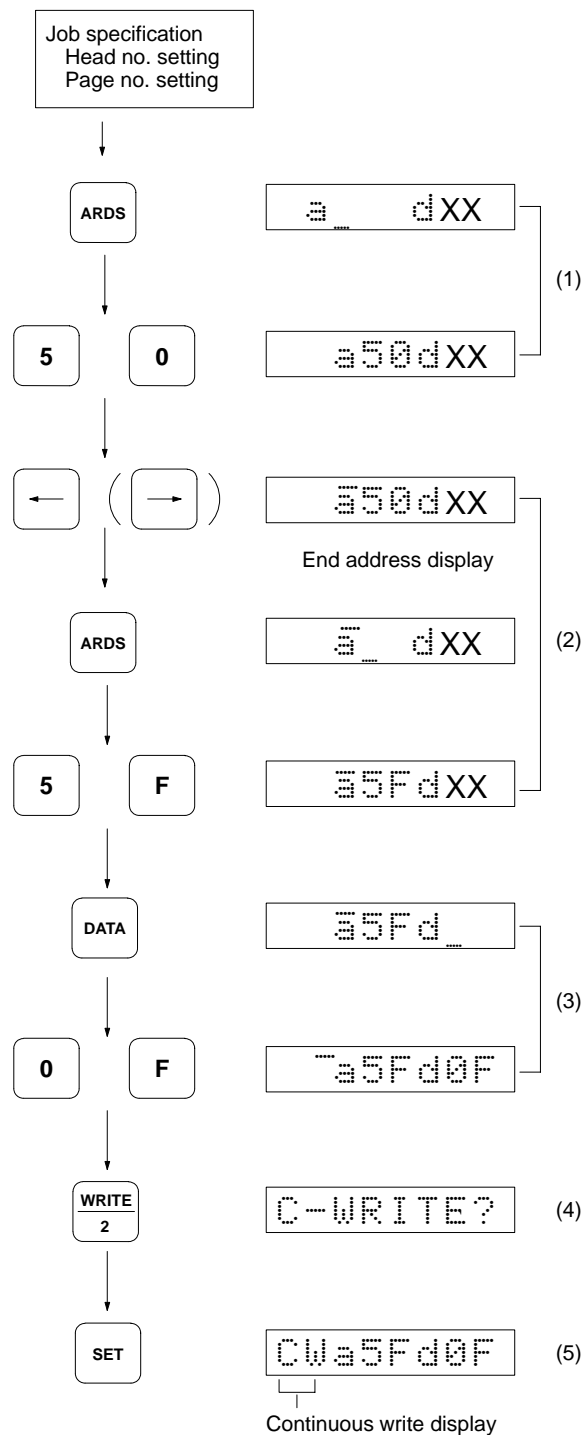 Job specification
Head no. setting
Page no. setting
ARDS
a_ dXX
(1)
5 0
a50dXX
← ( → )
a50dXX
End address display
ARDS
a_ dXX
(2)
5 F
a5FdXX
DATA
a5Fd_
(3)
0 F
a5Fd0F
WRITE
2
C-WRITE?
(4)
SET
CWa5Fd0F
(5)
Continuous write display